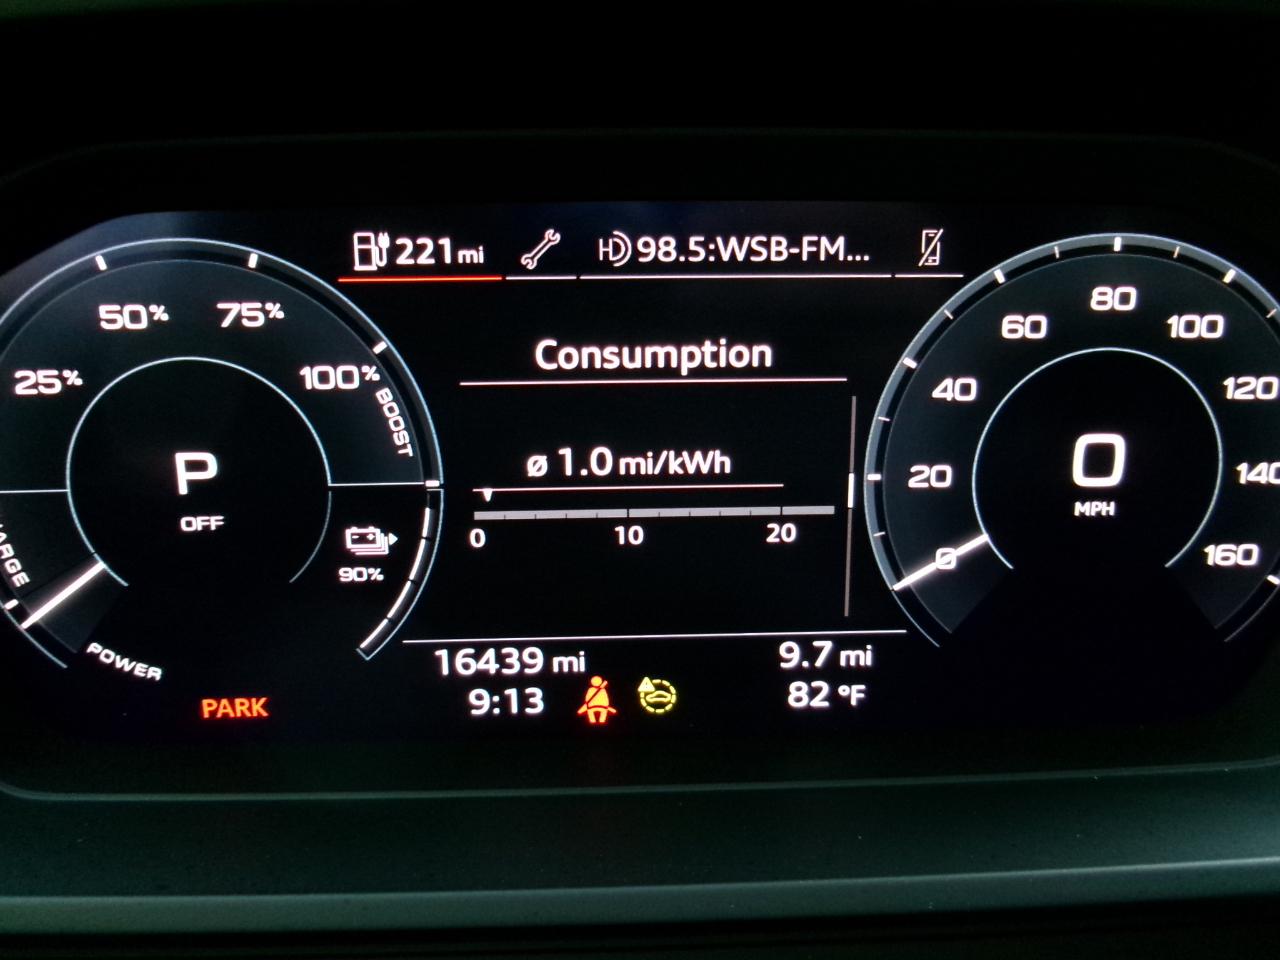 221 mi
HD 98.5:WSB-FM...
Consumption
ø 1.0 mi/kWh
0 10 20
25% 50% 75% 100%
BOOST
P
OFF
90%
POWER
PARK
0 20 40 60 80 100 120 140 160
0
MPH
16439 mi
9.7 mi
9:13
82 °F